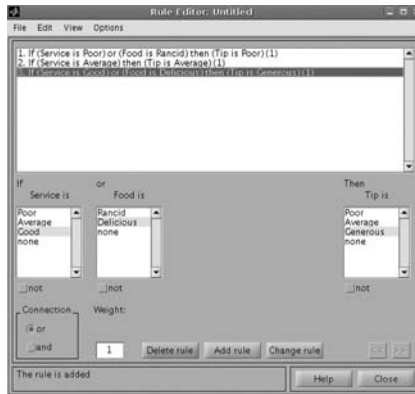 Rule Editor: Untitled
File Edit View Options
1. If (Service is Poor) or (Food is Rancid) then (Tip is Poor) (1)
2. If (Service is Average) then (Tip is Average) (1)
3. If (Service is Good) or (Food is Delicious) then (Tip is Generous) (1)
If or Then
Service is Food is Tip is
Poor Rancid Poor
Average Delicious Average
Good none Generous
none none
not not not
Connection Weight:
or
and 1 Delete rule Add rule Change rule << >>
The rule is added Help Close